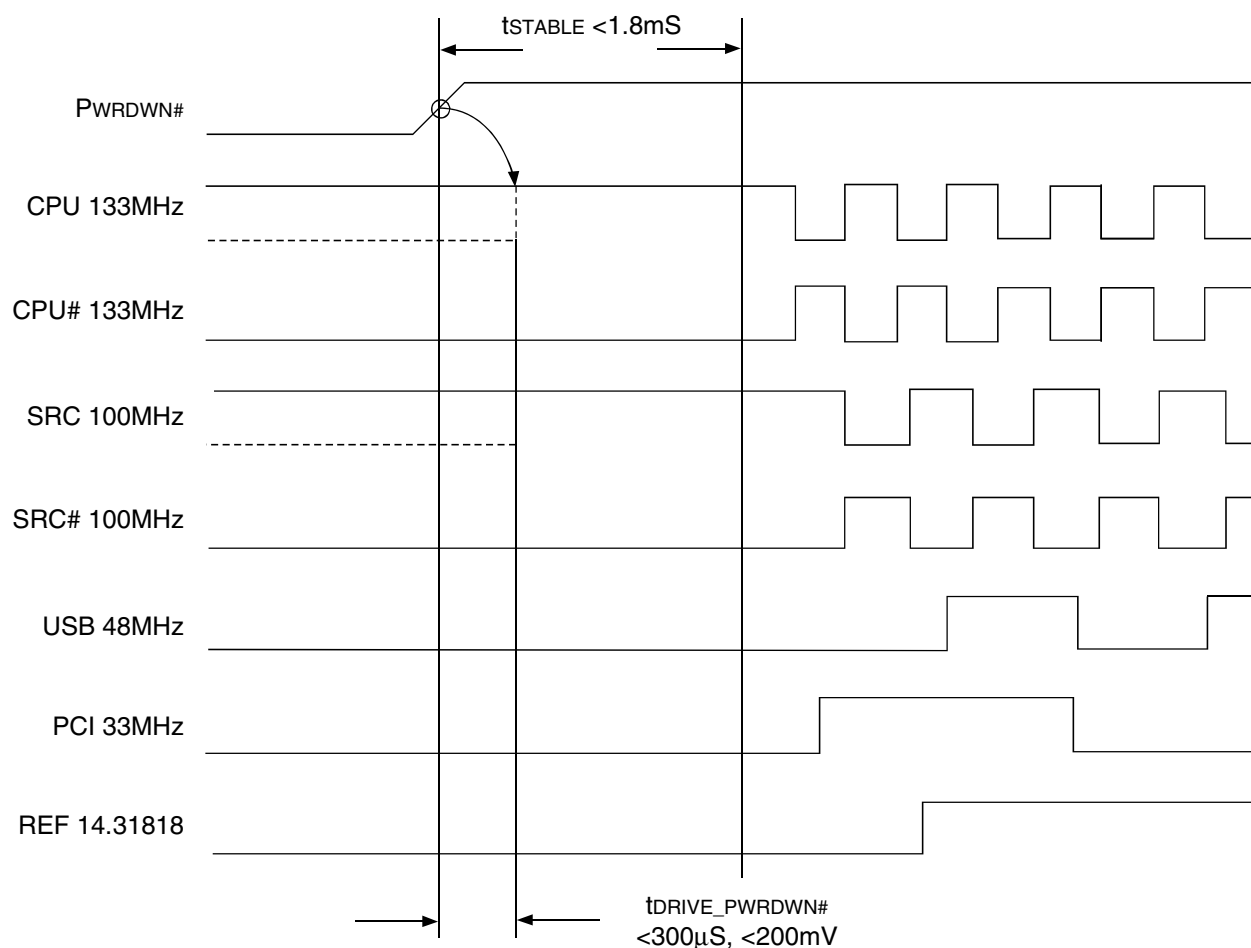 tSTABLE <1.8mS
PWRDWN#
CPU 133MHz
CPU# 133MHz
SRC 100MHz
SRC# 100MHz
USB 48MHz
PCI 33MHz
REF 14.31818
tDRIVE_PWRDWN#
<300μS, <200mV